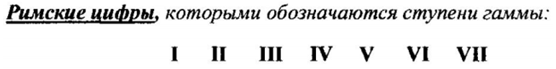 Римские цифры, которыми обозначаются ступени гаммы:
I II III IV V VI VII